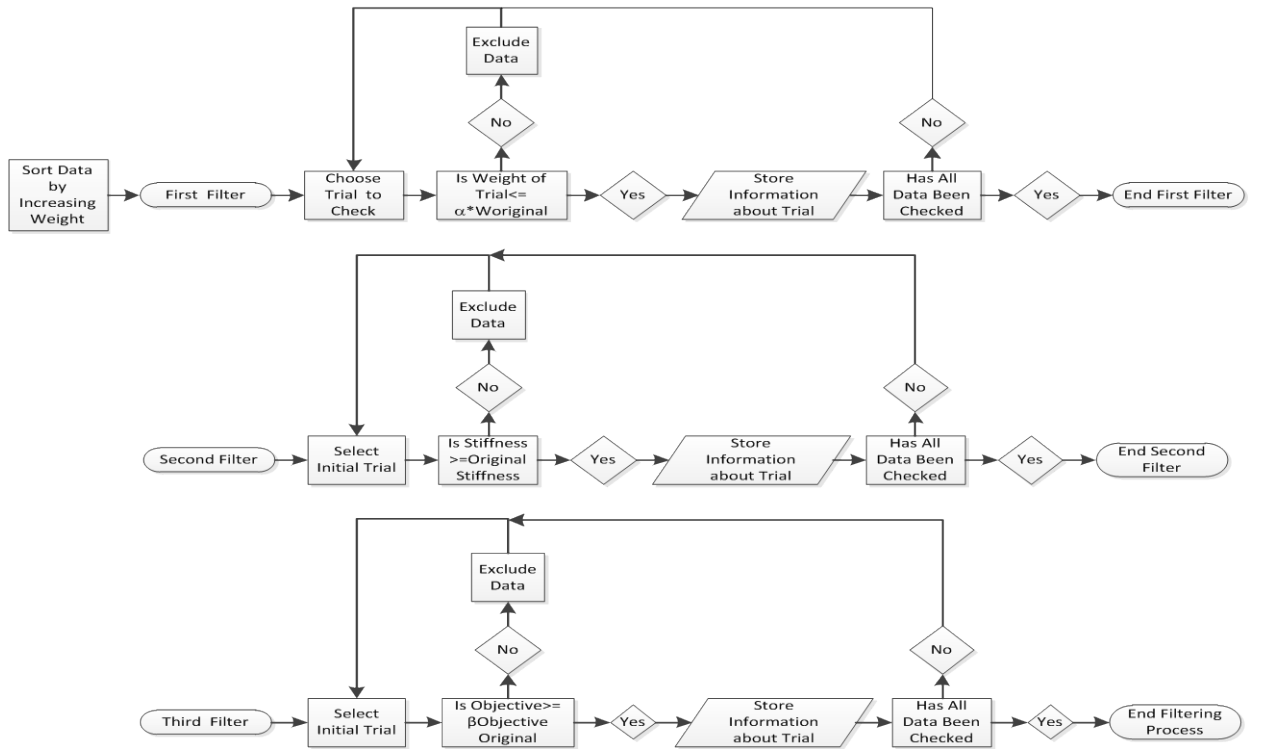 Exclude
Data
No
No
Sort Data
by
Increasing
Weight
First Filter
Choose
Trial to
Check
Is Weight of
Trial<=
α*Woriginal
Yes
Store
Information
about Trial
Has All
Data Been
Checked
Yes
End First Filter
Exclude
Data
No
No
Second Filter
Select
Initial Trial
Is Stiffness
>=Original
Stiffness
Yes
Store
Information
about Trial
Has All
Data Been
Checked
Yes
End Second
Filter
Exclude
Data
No
No
Third Filter
Select
Initial Trial
Is Objective>=
βObjective
Original
Yes
Store
Information
about Trial
Has All
Data Been
Checked
Yes
End Filtering
Process